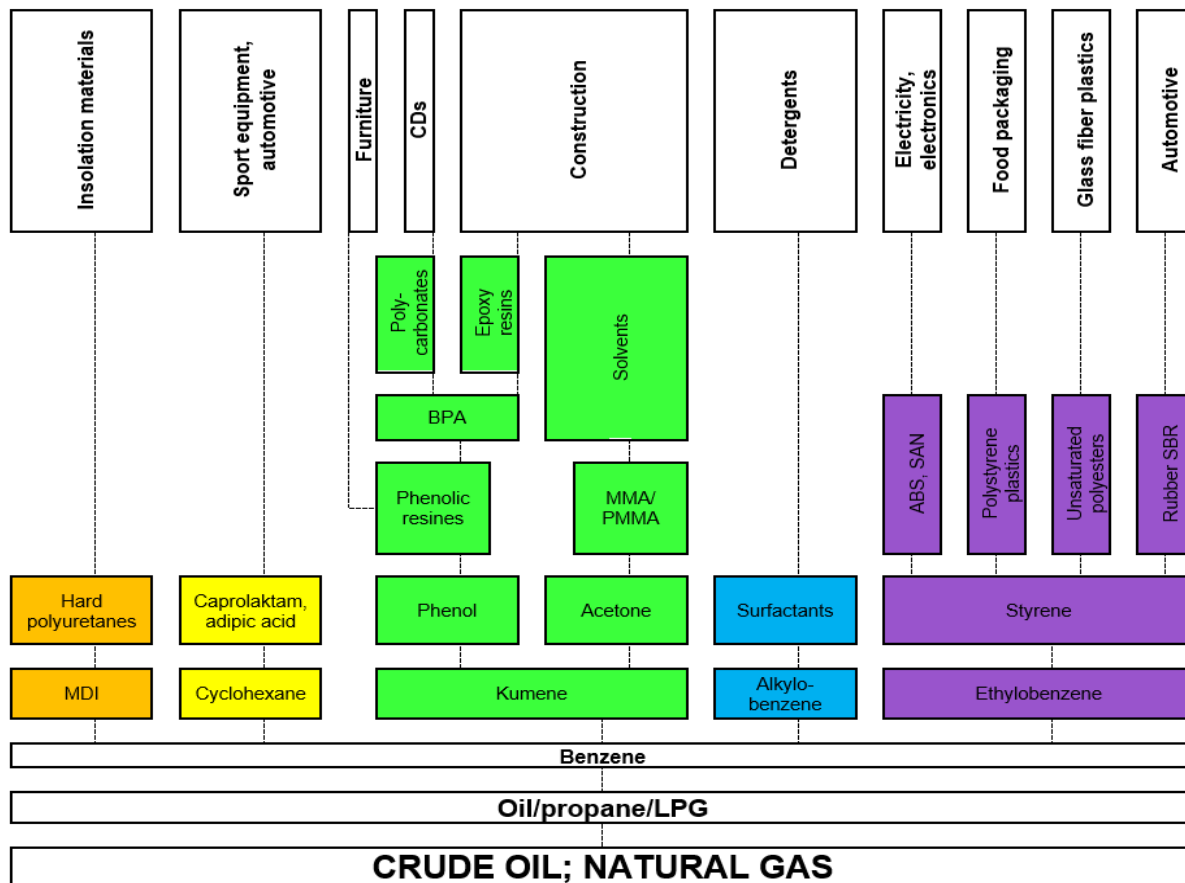 Insolation materials
Sport equipment,
automotive
Furniture
CDs
Construction
Detergents
Electricity,
electronics
Food packaging
Glass fiber plastics
Automotive
Poly-
carbonates
Epoxy
resins
Solvents
BPA
ABS, SAN
Polystyrene
plastics
Unsaturated
polyesters
Rubber SBR
Phenolic
resines
MMA/
PMMA
Hard
polyuretanes
Caprolaktam,
adipic acid
Phenol
Acetone
Surfactants
Styrene
MDI
Cyclohexane
Kumene
Alkylo-
benzene
Ethylobenzene
Benzene
Oil/propane/LPG
CRUDE OIL; NATURAL GAS